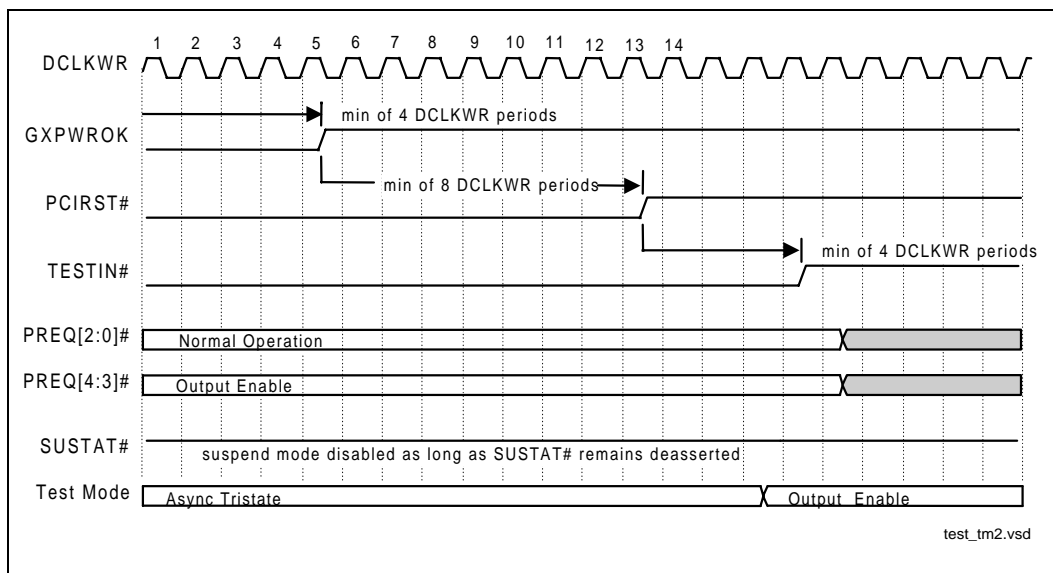 1 2 3 4 5 6 7 8 9 10 11 12 13 14
DCLKWR
min of 4 DCLKWR periods
GXPWROK
min of 8 DCLKWR periods
PCIRST#
min of 4 DCLKWR periods
TESTIN#
PREQ[2:0]#
Normal Operation
PREQ[4:3]#
Output Enable
SUSTAT#
suspend mode disabled as long as SUSTAT# remains deasserted
Test Mode
Async Tristate
Output Enable
test_tm2.vsd